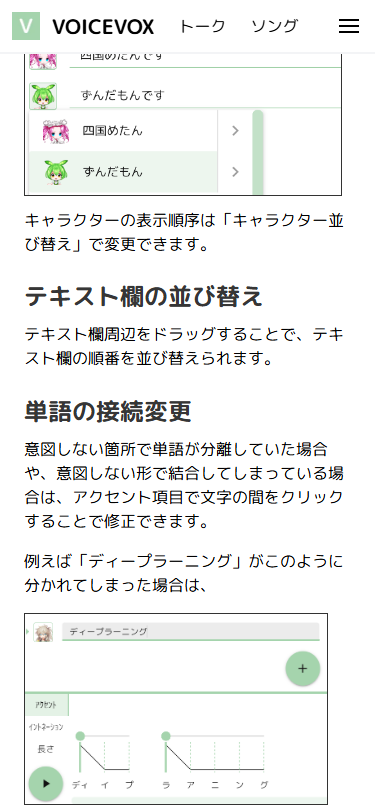 V VOICEVOX トーク ソング
四国めたんです
ずんだもんです
四国めたん
ずんだもん
キャラクターの表示順序は「キャラクター並
び替え」で変更できます。
テキスト欄の並び替え
テキスト欄周辺をドラッグすることで、テキ
スト欄の順番を並び替えられます。
単語の接続変更
意図しない箇所で単語が分離していた場合
や、意図しない形で結合してしまっている場
合は、アクセント項目で文字の間をクリック
することで修正できます。
例えば「ディープラーニング」がこのように
分かれてしまった場合は、
ディープラーニング
アクセント
イントネーション
長さ
ディ イ プ ラ ア ニ ン グ